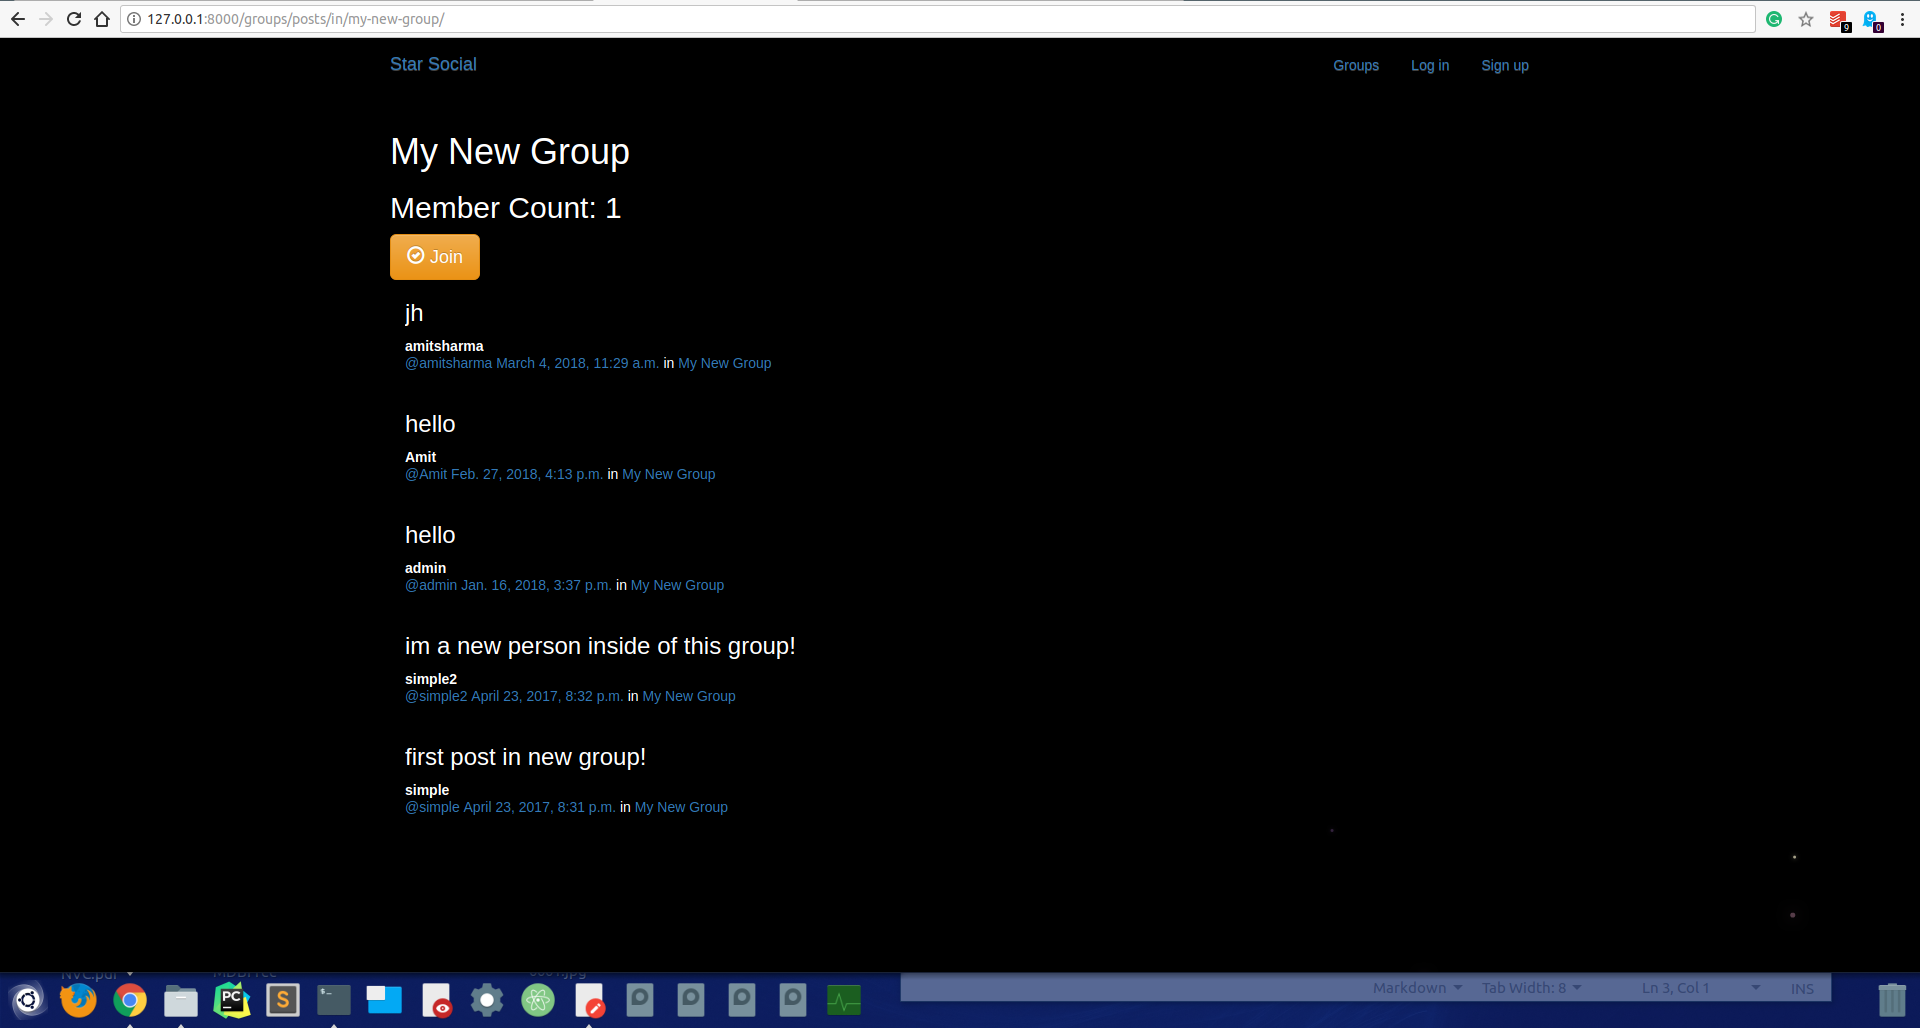 127.0.0.1:8000/groups/posts/in/my-new-group/
9
0
Star Social
Groups Log in Sign up
My New Group
Member Count: 1
Join
jh
amitsharma
@amitsharma March 4, 2018, 11:29 a.m. in My New Group
hello
Amit
@Amit Feb. 27, 2018, 4:13 p.m. in My New Group
hello
admin
@admin Jan. 16, 2018, 3:37 p.m. in My New Group
im a new person inside of this group!
simple2
@simple2 April 23, 2017, 8:32 p.m. in My New Group
first post in new group!
simple
@simple April 23, 2017, 8:31 p.m. in My New Group
Markdown Tab Width: 8 Ln 3, Col 1 INS
PC
S